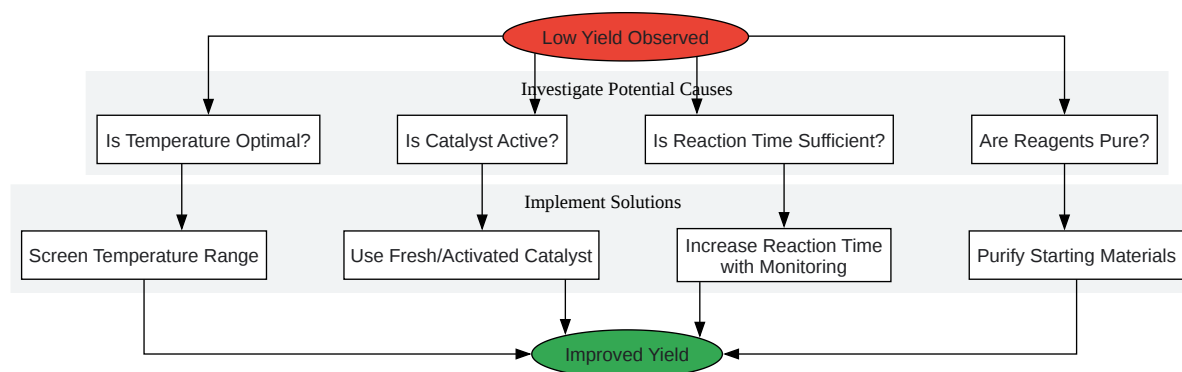 Low Yield Observed
Investigate Potential Causes
Is Temperature Optimal?
Is Catalyst Active?
Is Reaction Time Sufficient?
Are Reagents Pure?
Implement Solutions
Screen Temperature Range
Use Fresh/Activated Catalyst
Increase Reaction Time
with Monitoring
Purify Starting Materials
Improved Yield